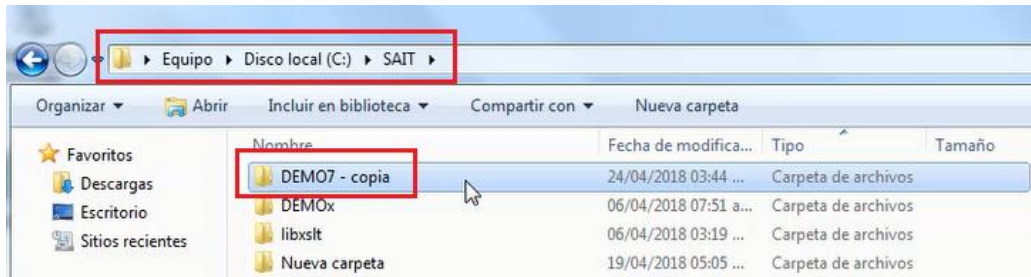 Equipo Disco local (C:) SAIT
Organizar Abrir Incluir en biblioteca Compartir con Nueva carpeta
Favoritos
Descargas
Escritorio
Sitios recientes
Nombre Fecha de modifica... Tipo Tamaño
DEMO7 - copia 24/04/2018 03:44 ... Carpeta de archivos
DEMOx 06/04/2018 07:51 a... Carpeta de archivos
libxslt 06/04/2018 03:19 ... Carpeta de archivos
Nueva carpeta 19/04/2018 05:05 ... Carpeta de archivos